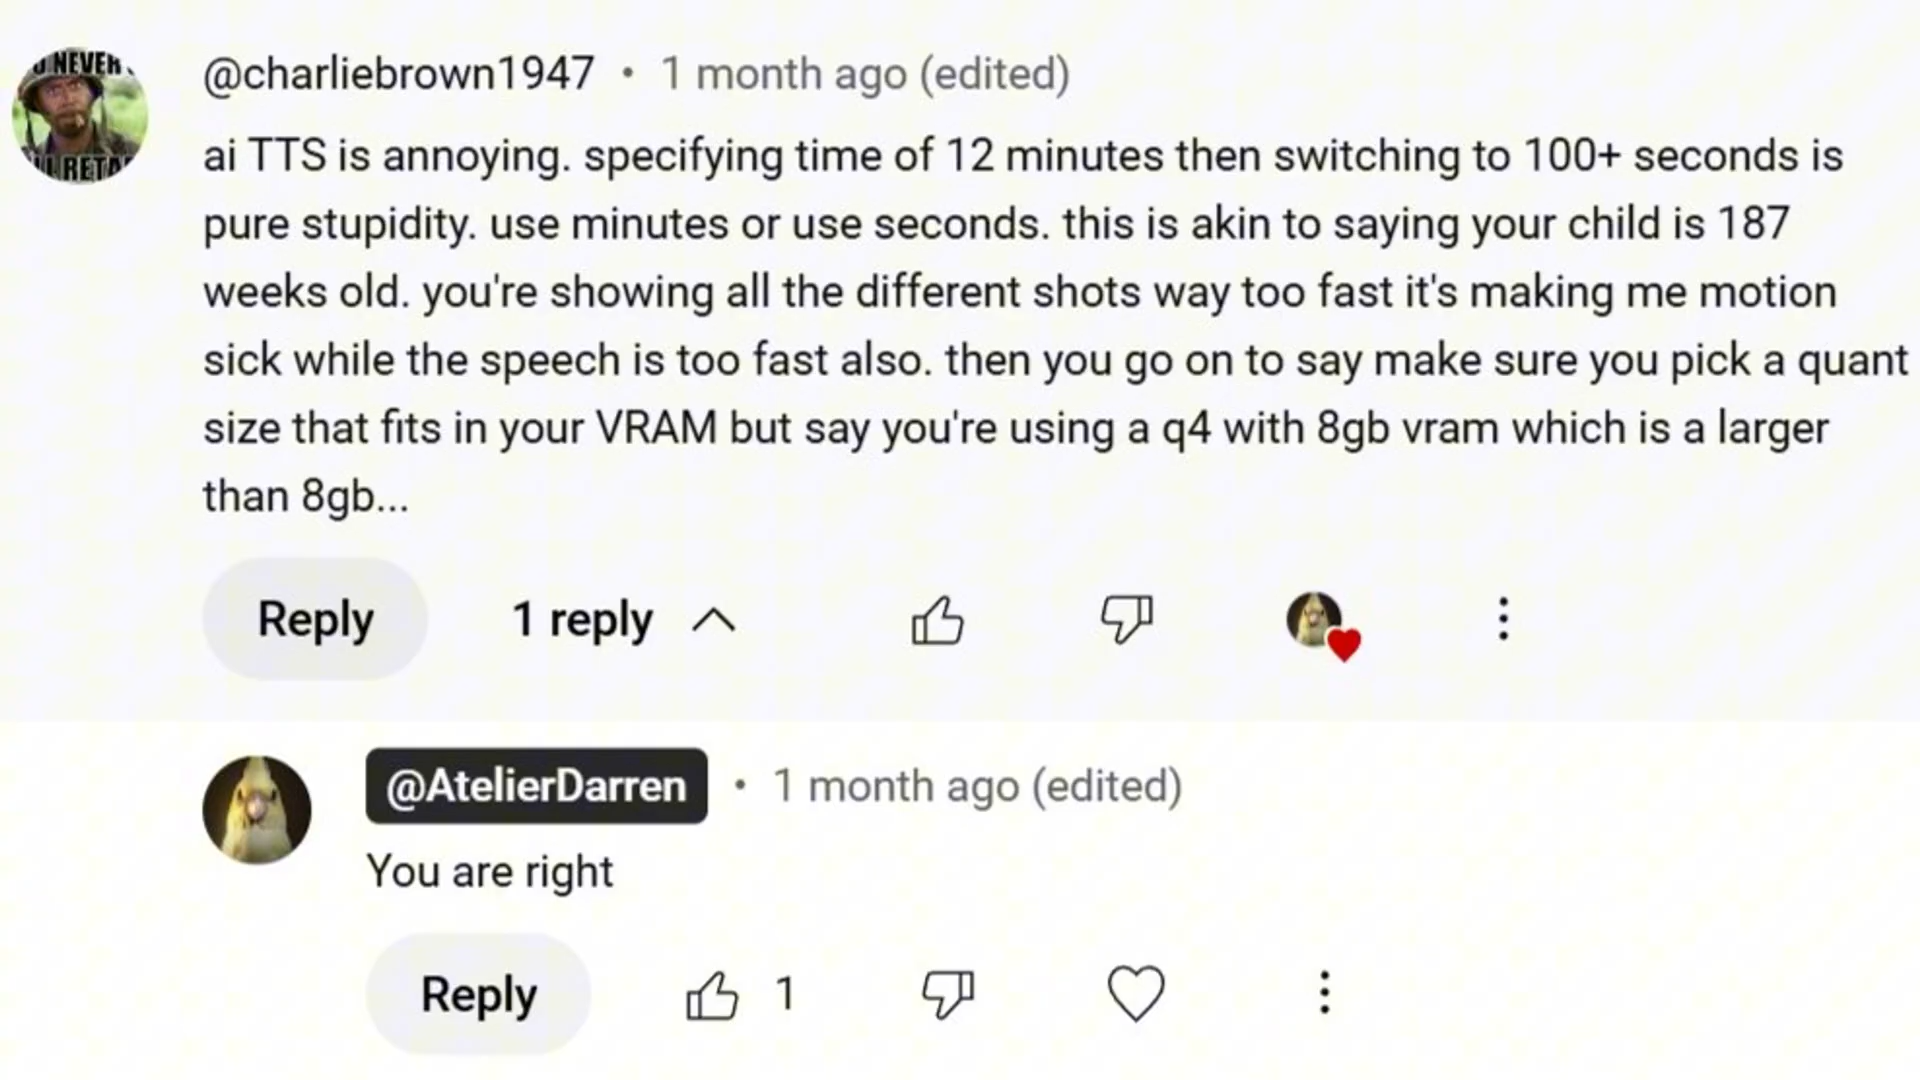 U NEVER
LL RETA
@charliebrown1947 • 1 month ago (edited)
ai TTS is annoying. specifying time of 12 minutes then switching to 100+ seconds is
pure stupidity. use minutes or use seconds. this is akin to saying your child is 187
weeks old. you're showing all the different shots way too fast it's making me motion
sick while the speech is too fast also. then you go on to say make sure you pick a quant
size that fits in your VRAM but say you're using a q4 with 8gb vram which is a larger
than 8gb...
Reply 1 reply
@AtelierDarren • 1 month ago (edited)
You are right
Reply 1